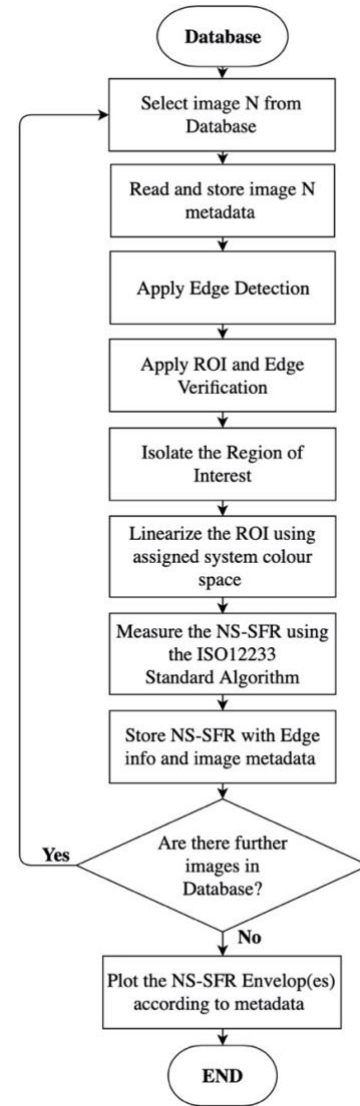 Database
Select image N from
Database
Read and store image N
metadata
Apply Edge Detection
Apply ROI and Edge
Verification
Isolate the Region of
Interest
Linearize the ROI using
assigned system colour
space
Measure the NS-SFR using
the ISO12233
Standard Algorithm
Store NS-SFR with Edge
info and image metadata
Yes
Are there further
images in
Database?
No
Plot the NS-SFR Envelop(es)
according to metadata
END